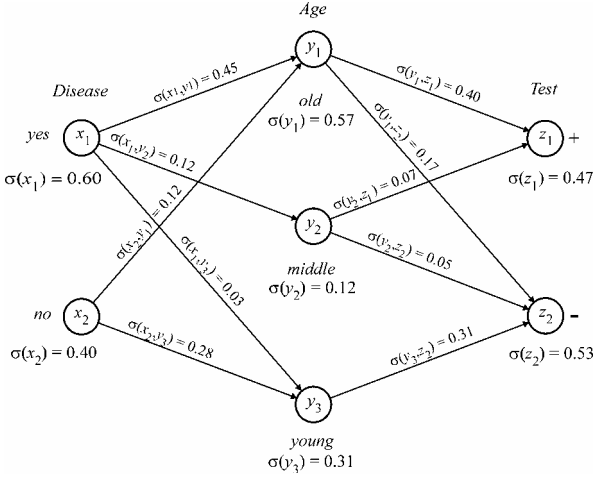 Age
y₁
σ(x₁,y₁) = 0.45
σ(y₁,z₁) = 0.40
Disease
Test
old
σ(y₁) = 0.57
yes
x₁
σ(x₁) = 0.60
σ(x₁,y₂) = 0.12
σ(y₁,z₂) = 0.17
z₁
+
σ(z₁) = 0.47
σ(x₂,y₁) = 0.12
σ(y₂,z₁) = 0.07
y₂
σ(x₁,y₃) = 0.03
σ(y₂,z₂) = 0.05
middle
σ(y₂) = 0.12
no
x₂
σ(x₂) = 0.40
z₂
-
σ(z₂) = 0.53
σ(x₂,y₃) = 0.28
σ(y₃,z₂) = 0.31
y₃
young
σ(y₃) = 0.31